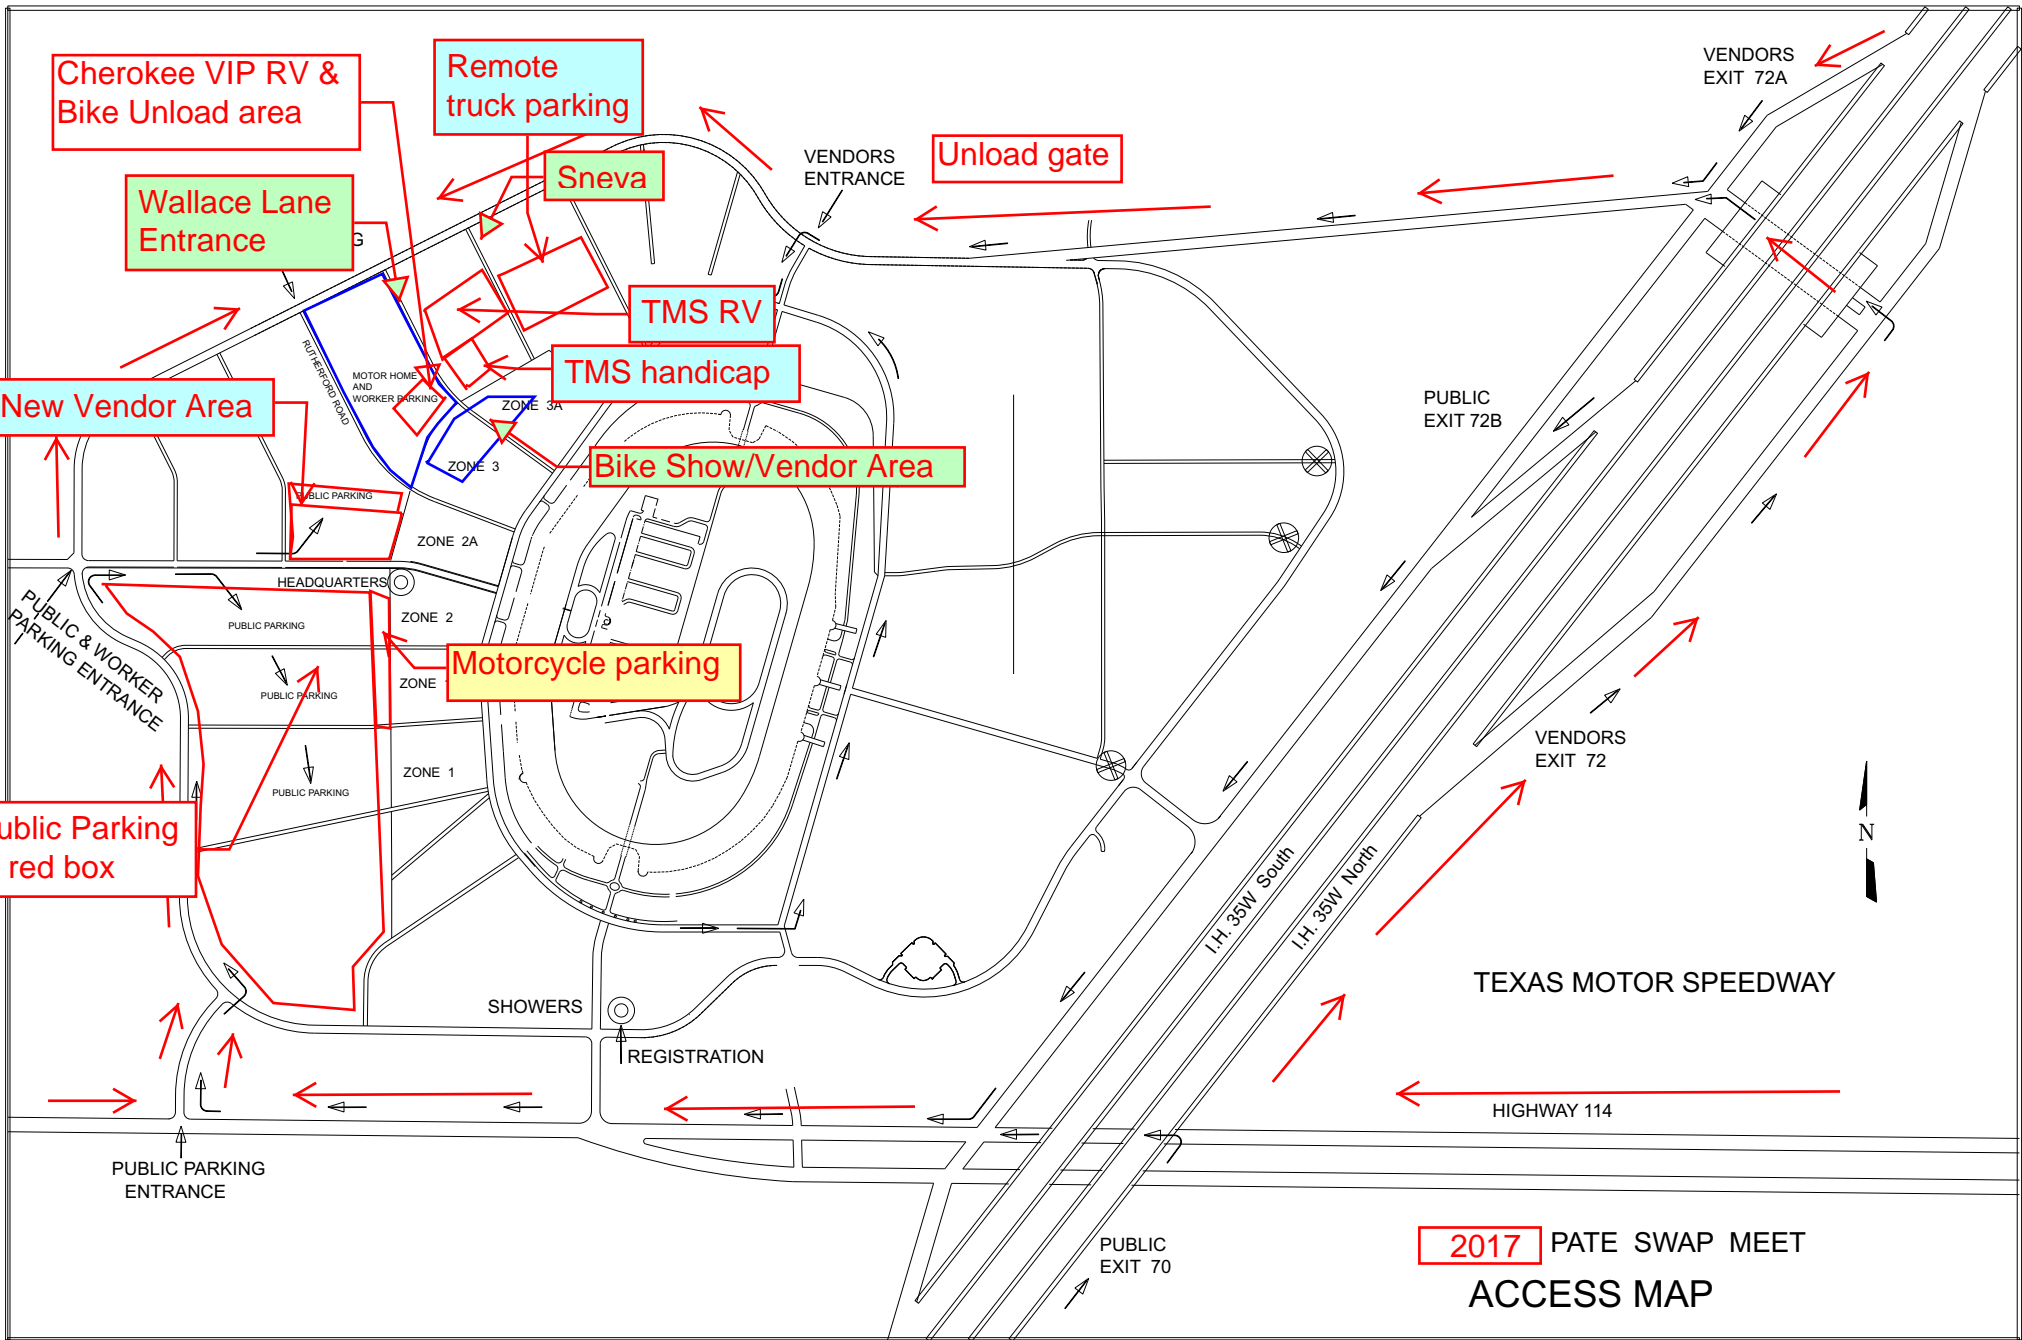 Cherokee VIP RV &
Bike Unload area
Remote
truck parking
VENDORS
EXIT 72A
VENDORS
ENTRANCE
Unload gate
Sneva
Wallace Lane
Entrance
G
TMS RV
TMS handicap
RUTHERFORD ROAD
MOTOR HOME
AND
WORKER PARKING
New Vendor Area
ZONE 3A
PUBLIC
EXIT 72B
Bike Show/Vendor Area
ZONE 3
PUBLIC PARKING
ZONE 2A
HEADQUARTERS
PUBLIC & WORKER
PARKING ENTRANCE
PUBLIC PARKING
ZONE 2
Motorcycle parking
PUBLIC PARKING
ZONE
VENDORS
EXIT 72
ZONE 1
PUBLIC PARKING
ublic Parking
red box
N
I.H. 35W South
I.H. 35W North
TEXAS MOTOR SPEEDWAY
SHOWERS
REGISTRATION
HIGHWAY 114
PUBLIC PARKING
ENTRANCE
PUBLIC
EXIT 70
2017 PATE SWAP MEET
ACCESS MAP